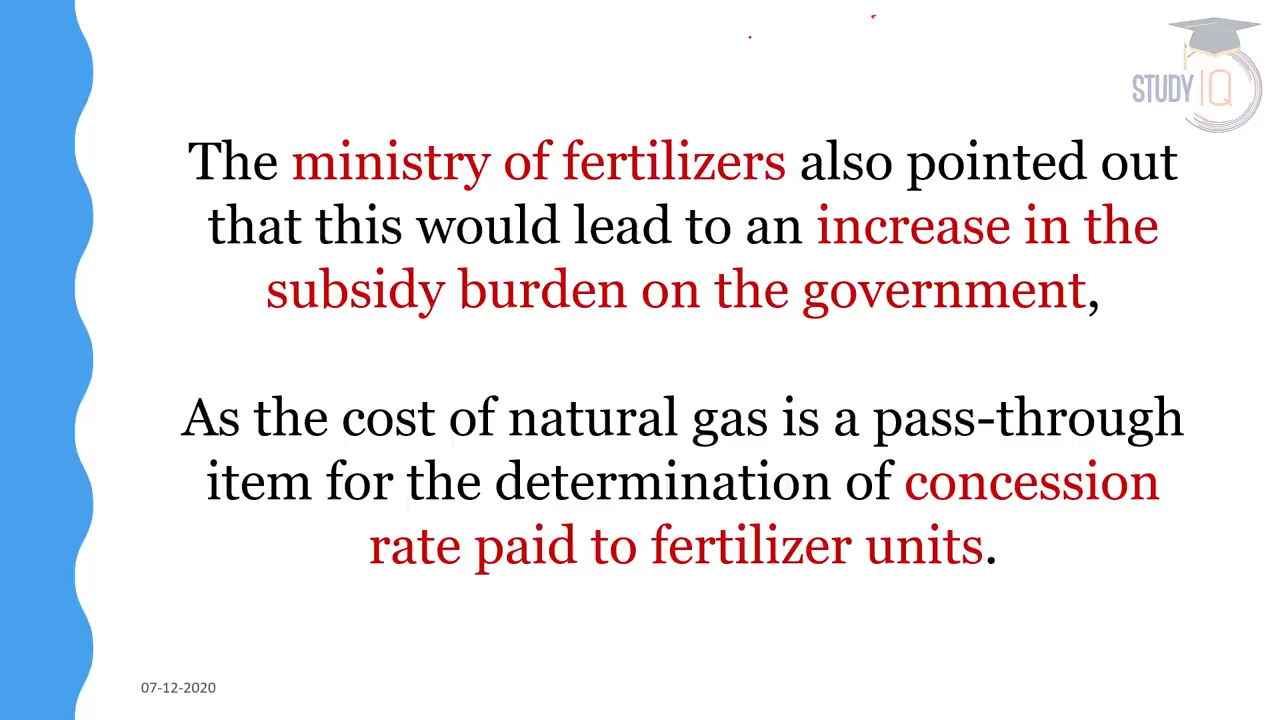 STUDY IQ
The ministry of fertilizers also pointed out
that this would lead to an increase in the
subsidy burden on the government,
As the cost of natural gas is a pass-through
item for the determination of concession
rate paid to fertilizer units.
07-12-2020